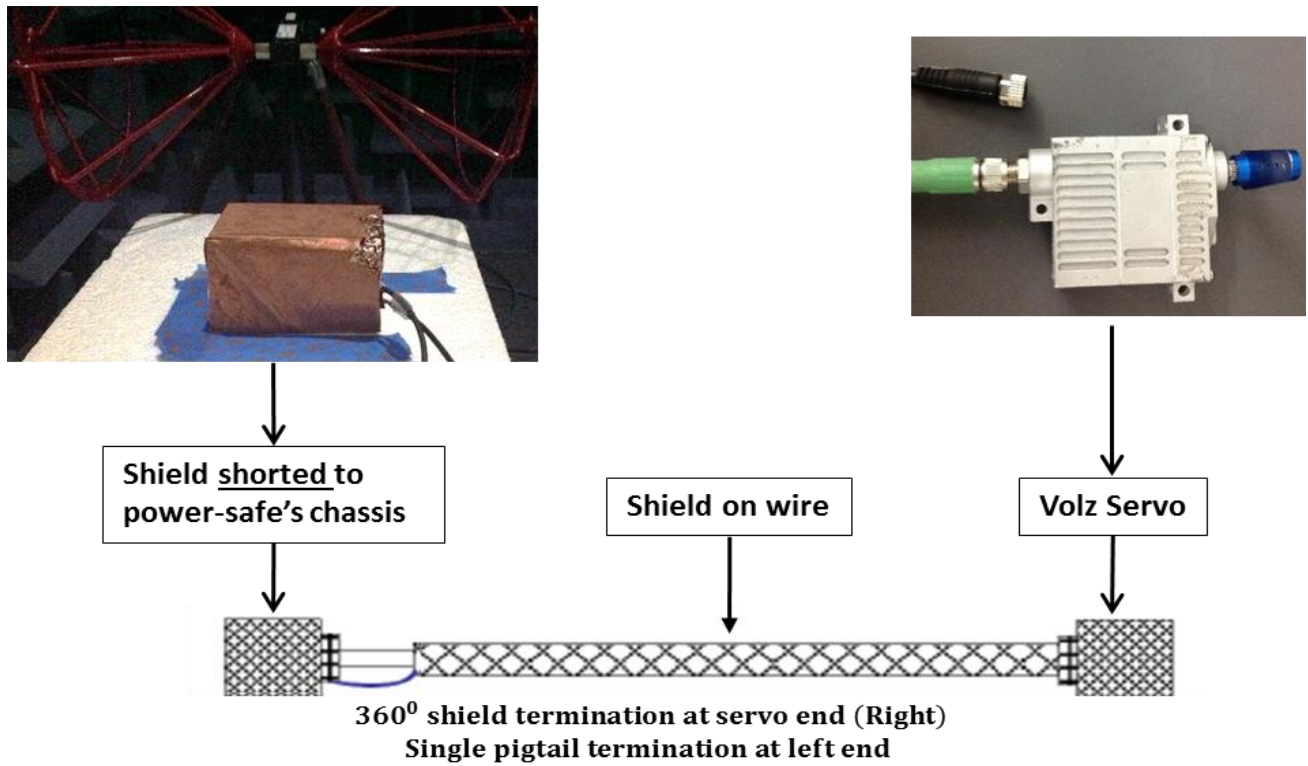 Shield shorted to
power-safe's chassis
Shield on wire
Volz Servo
360⁰ shield termination at servo end (Right)
Single pigtail termination at left end